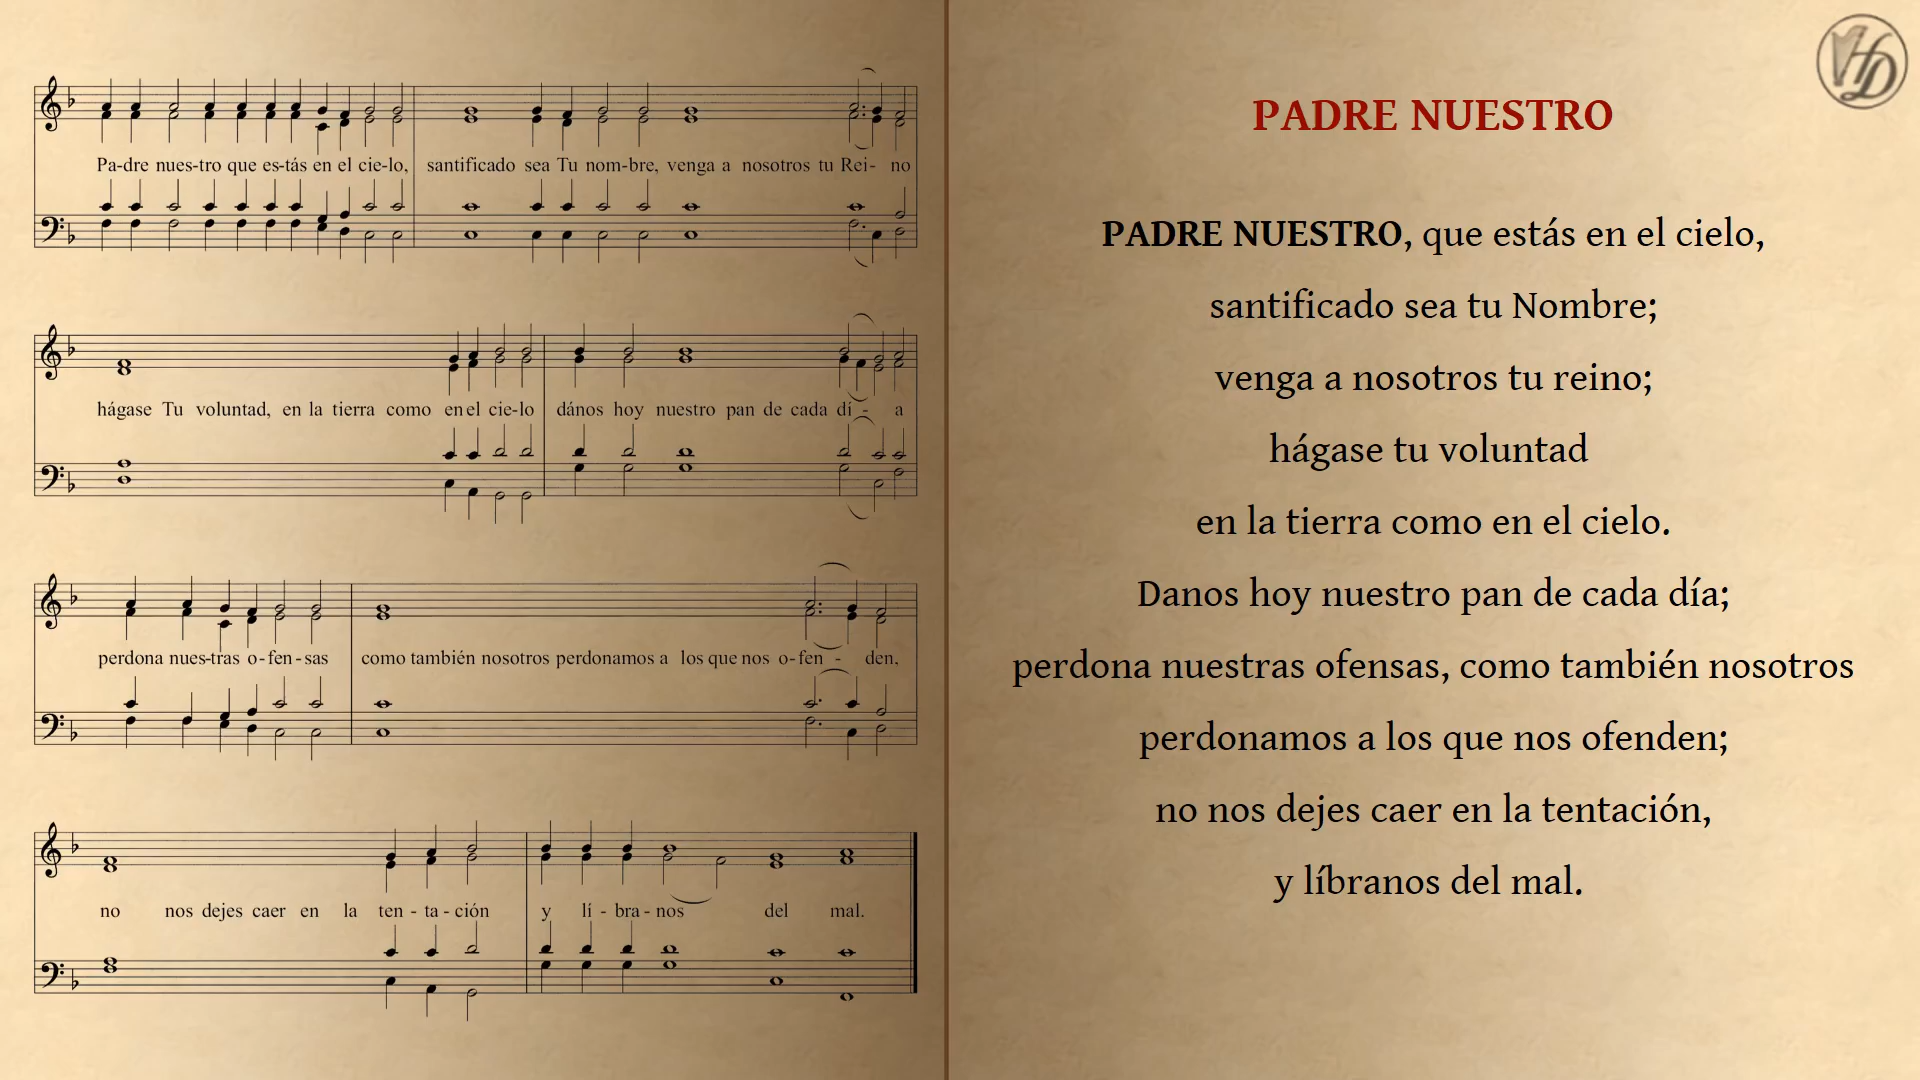 Pa-dre nues-tro que es-tás en el cie-lo, santificado sea Tu nom-bre, venga a nosotros tu Rei- no
hágase Tu voluntad, en la tierra como en el cie-lo dános hoy nuestro pan de cada dí - a
perdona nues-tras o-fen-sas como también nosotros perdonamos a los que nos o-fen - den,
no nos dejes caer en la ten - ta - ción y lí - bra - nos del mal.
HD
PADRE NUESTRO
PADRE NUESTRO, que estás en el cielo,
santificado sea tu Nombre;
venga a nosotros tu reino;
hágase tu voluntad
en la tierra como en el cielo.
Danos hoy nuestro pan de cada día;
perdona nuestras ofensas, como también nosotros
perdonamos a los que nos ofenden;
no nos dejes caer en la tentación,
y líbranos del mal.